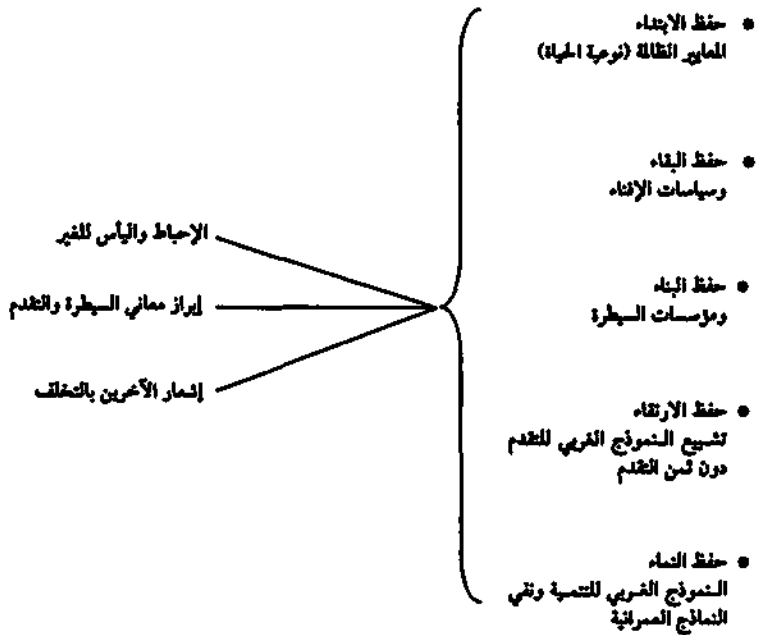 * حفظ الابتداء
المعايير الظالمة (نوعية الحياة)
* حفظ البقاء
وسياسات الإفناء
* حفظ البناء
ومؤسسات السيطرة
* حفظ الارتقاء
تشييع النموذج الغربي للتقدم
دون ثمن التقدم
* حفظ النماء
النموذج الغربي للتنمية ونفي
النماذج العمرانية
الإحباط واليأس للغير
إبراز معاني السيطرة والتقدم
إشعار الآخرين بالتخلف